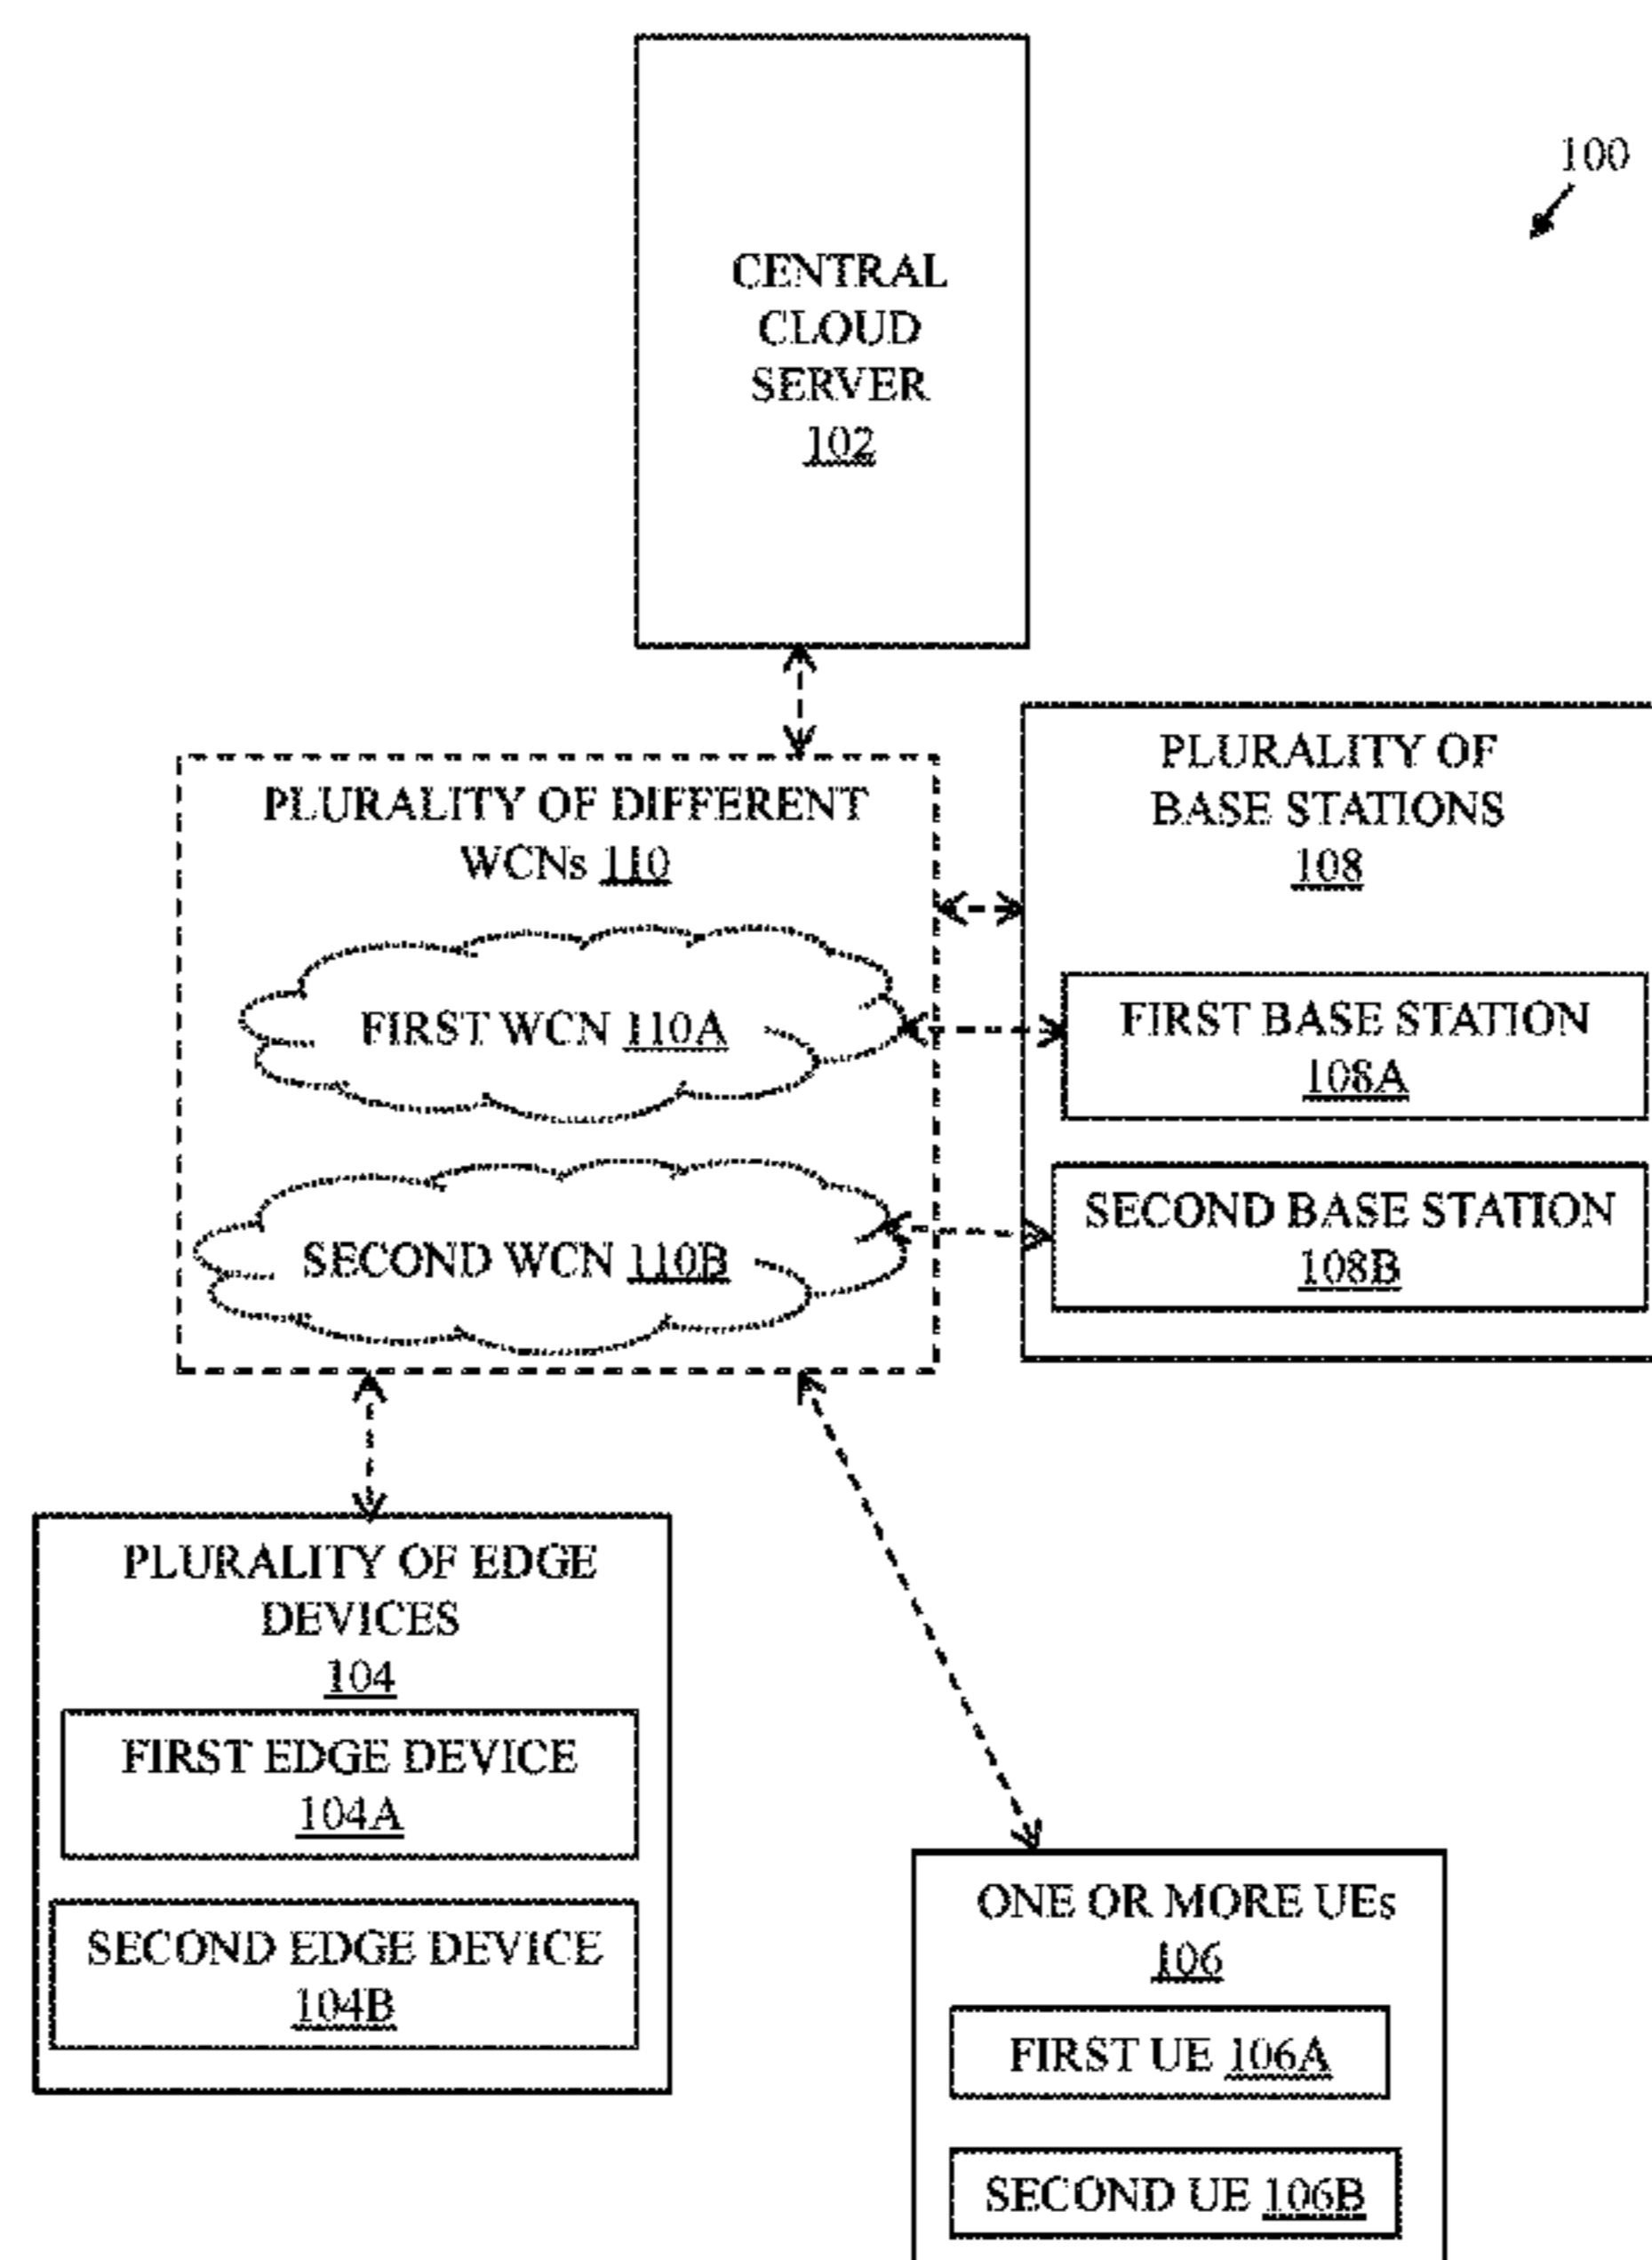 100
CENTRAL
CLOUD
SERVER
102
PLURALITY OF DIFFERENT
WCNs 110
FIRST WCN 110A
SECOND WCN 110B
PLURALITY OF
BASE STATIONS
108
FIRST BASE STATION
108A
SECOND BASE STATION
108B
PLURALITY OF EDGE
DEVICES
104
FIRST EDGE DEVICE
104A
SECOND EDGE DEVICE
104B
ONE OR MORE UEs
106
FIRST UE 106A
SECOND UE 106B